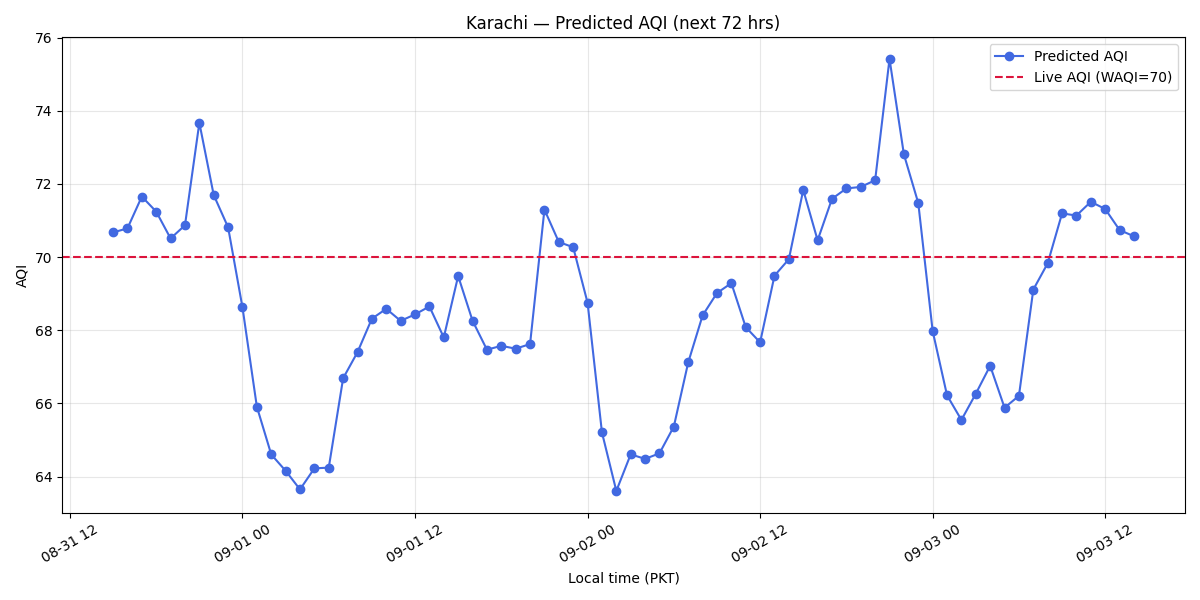 Karachi — Predicted AQI (next 72 hrs)
Predicted AQI
Live AQI (WAQI=70)
AQI
76
74
72
70
68
66
64
08-31 12
09-01 00
09-01 12
09-02 00
09-02 12
09-03 00
09-03 12
Local time (PKT)